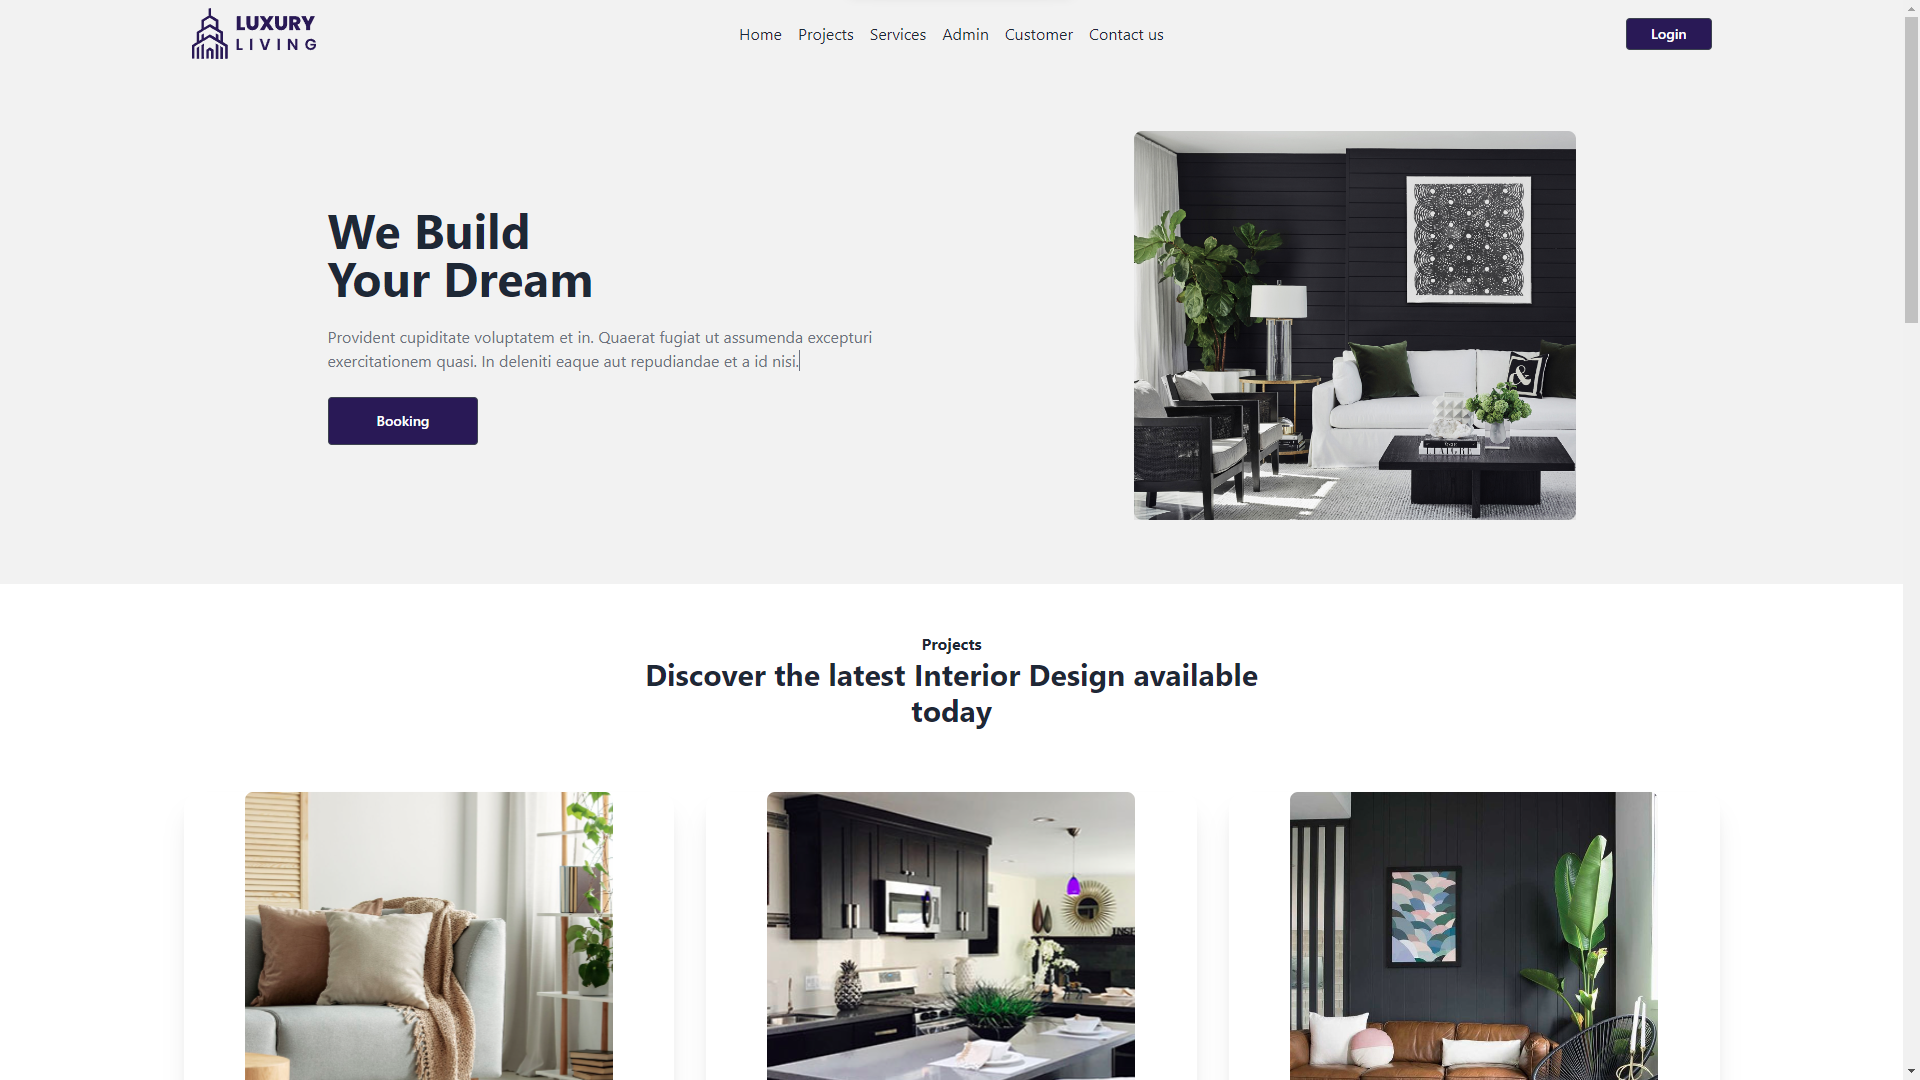 LUXURY
LIVING
Home Projects Services Admin Customer Contact us
Login
We Build
Your Dream
Provident cupiditate voluptatem et in. Quaerat fugiat ut assumenda excepturi
exercitationem quasi. In deleniti eaque aut repudiandae et a id nisi.
Booking
&
Projects
Discover the latest Interior Design available
today